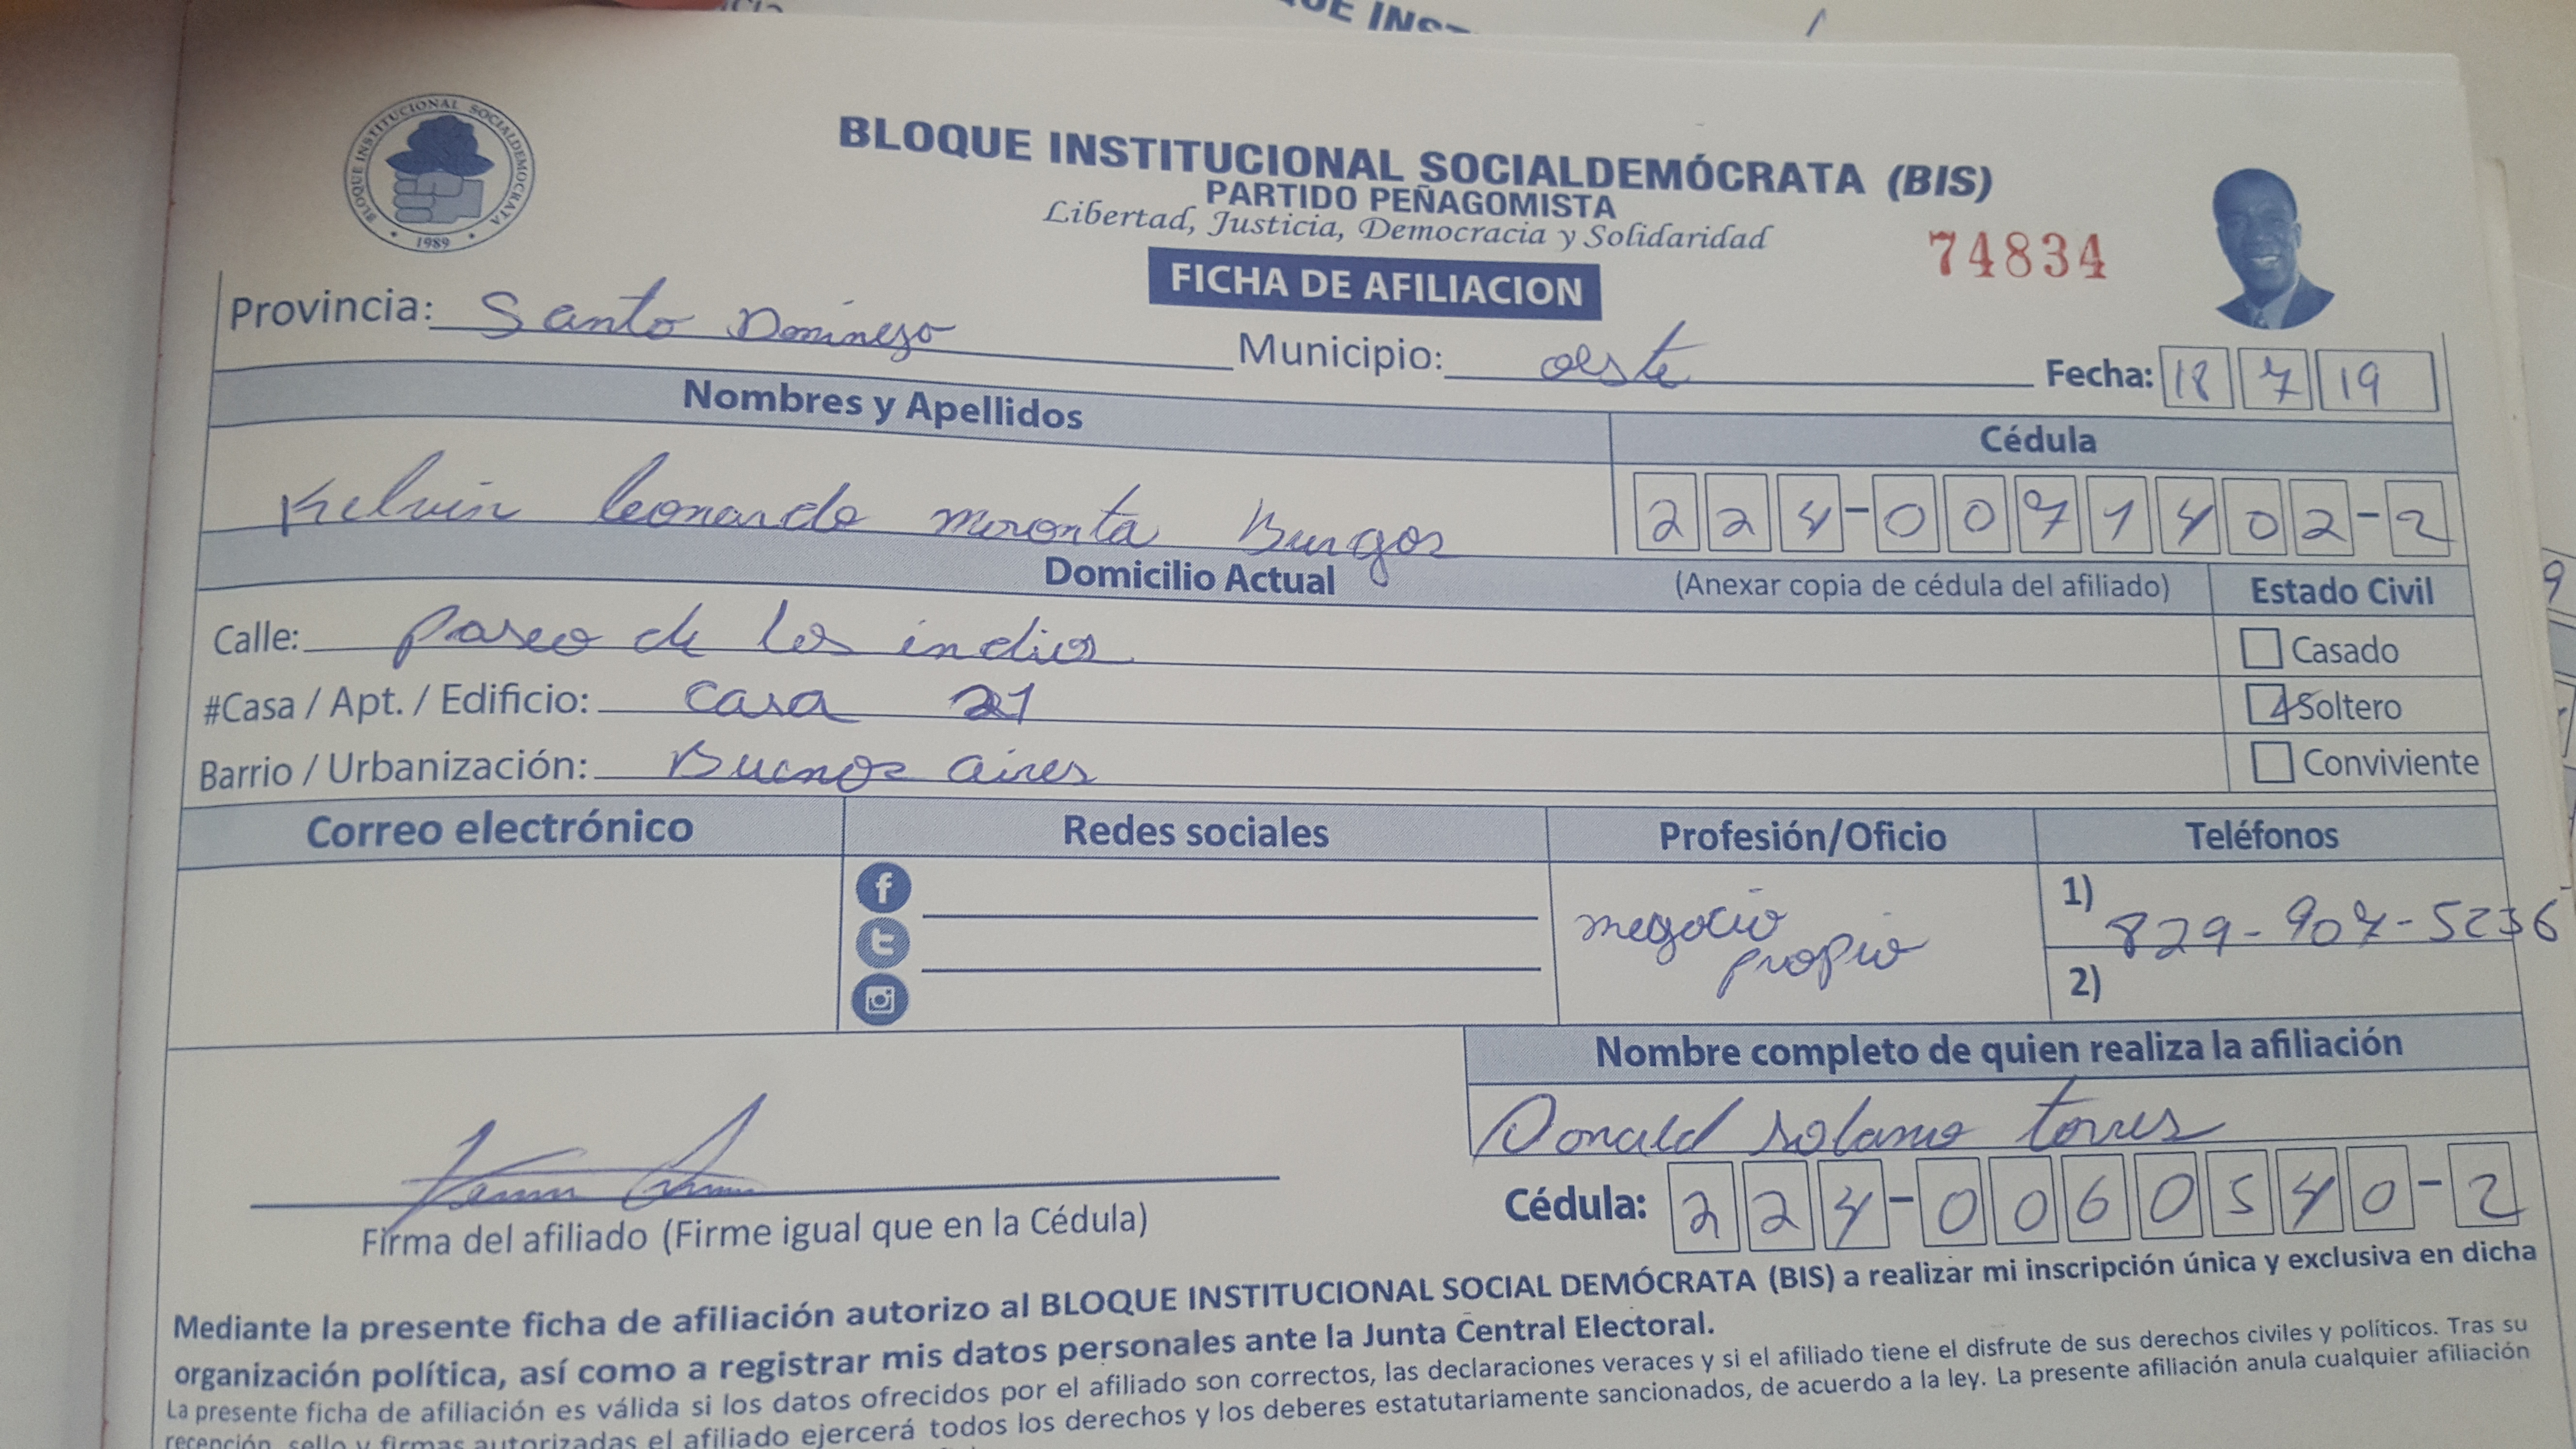 BLOQUE INSTITUCIONAL SOCIALDEMOCRATA
1989
BLOQUE INSTITUCIONAL SOCIALDEMÓCRATA (BIS)
PARTIDO PEÑAGOMISTA
Libertad, Justicia, Democracia y Solidaridad
74834
FICHA DE AFILIACION
Provincia: Santo Domingo Municipio: oeste Fecha: 18 7 19
Nombres y Apellidos Cédula
Kelvin leonardo moronta Burgos 224-0071402-2
Domicilio Actual (Anexar copia de cédula del afiliado) Estado Civil
Calle: paseo de los indios Casado
#Casa / Apt. / Edificio: casa 21 Soltero
Barrio / Urbanización: Buenos aires Conviviente
Correo electrónico Redes sociales Profesión/Oficio Teléfonos
negocio propio
1) 829-907-5236
2)
Nombre completo de quien realiza la afiliación
Donald solano torres
Cédula: 224-0060540-2
Firma del afiliado (Firme igual que en la Cédula)
Mediante la presente ficha de afiliación autorizo al BLOQUE INSTITUCIONAL SOCIAL DEMÓCRATA (BIS) a realizar mi inscripción única y exclusiva en dicha
organización política, así como a registrar mis datos personales ante la Junta Central Electoral.
La presente ficha de afiliación es válida si los datos ofrecidos por el afiliado son correctos, las declaraciones veraces y si el afiliado tiene el disfrute de sus derechos civiles y políticos. Tras su
recepción, sello y firmas autorizadas el afiliado ejercerá todos los derechos y los deberes estatutariamente sancionados, de acuerdo a la ley. La presente afiliación anula cualquier afiliación